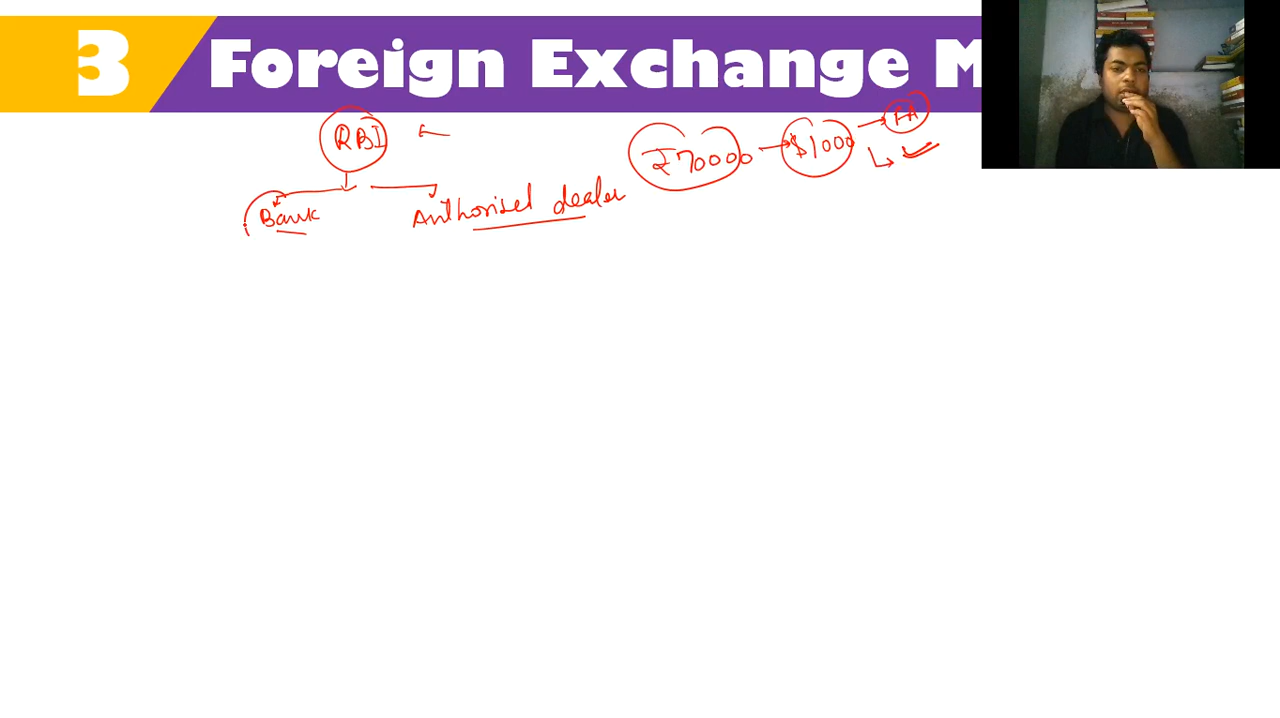 3 Foreign Exchange M
RBI
₹70000 → $1000 → FA
Bank
Authorised dealer